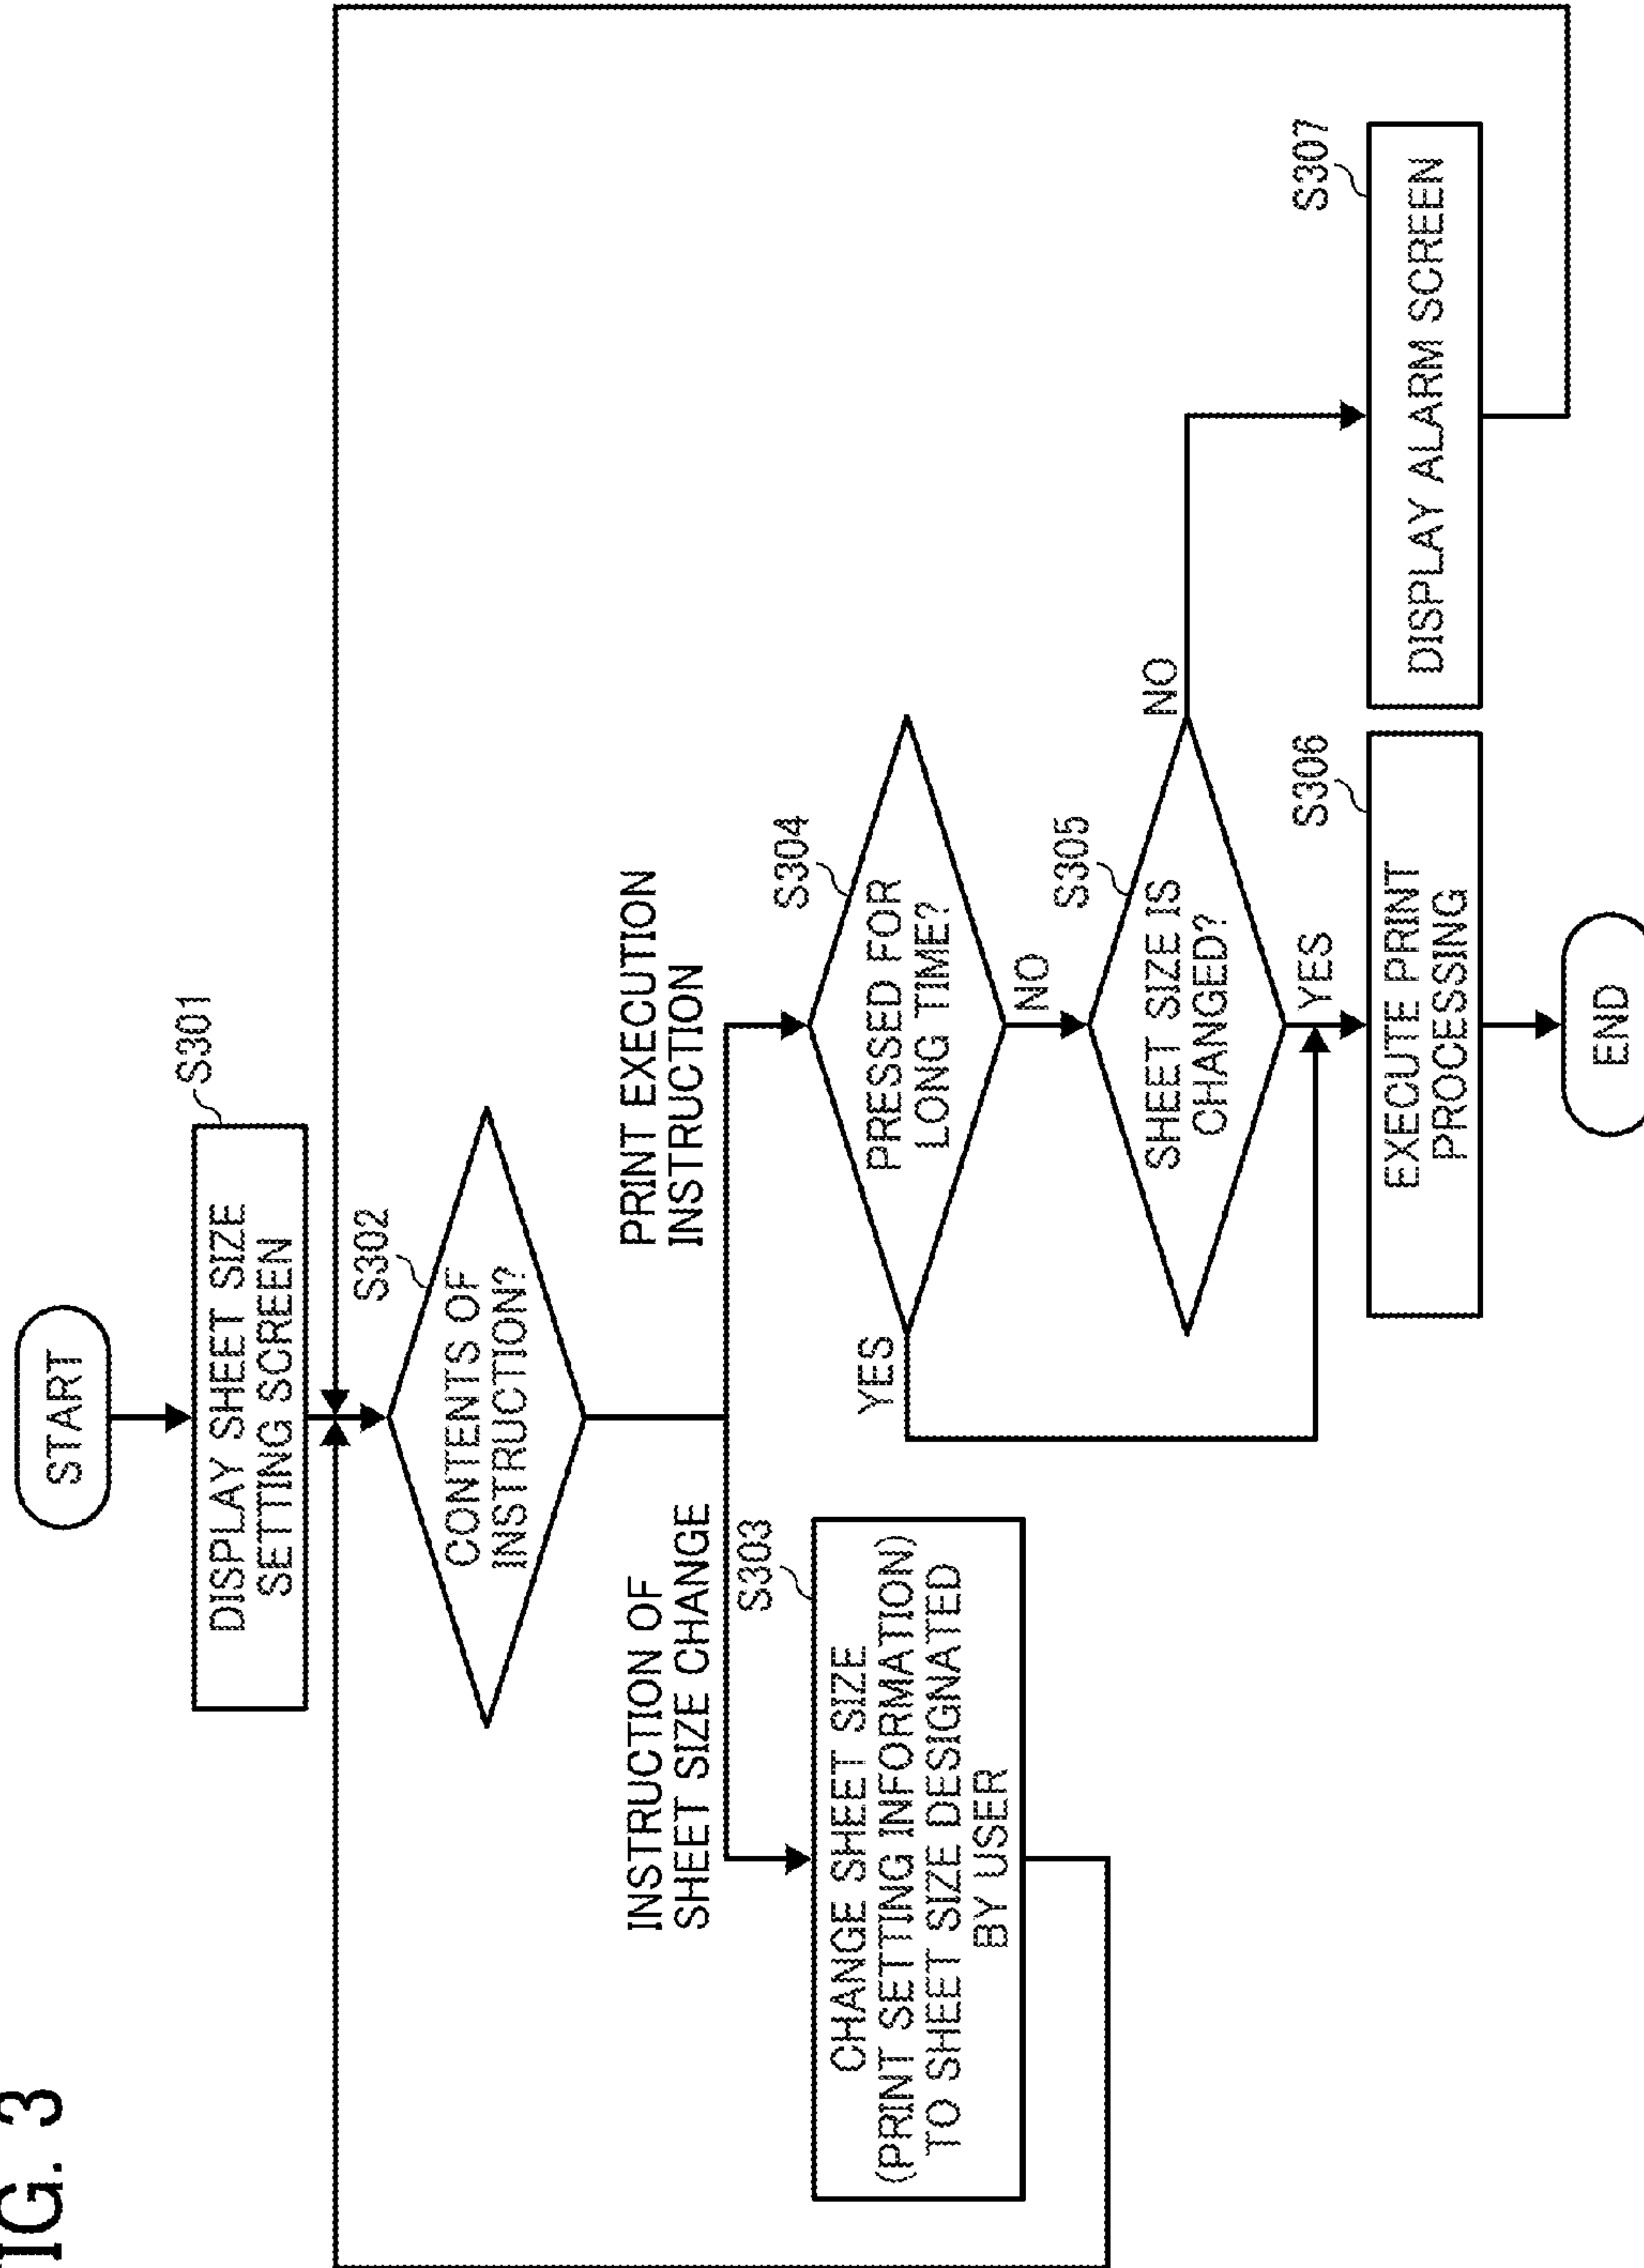 IG. 3
START
DISPLAY SHEET SIZE
SETTING SCREEN
S301
CONTENTS OF
INSTRUCTION?
S302
INSTRUCTION OF
SHEET SIZE CHANGE
PRINT EXECUTION
INSTRUCTION
CHANGE SHEET SIZE
(PRINT SETTING INFORMATION)
TO SHEET SIZE DESIGNATED
BY USER
S303
PRESSED FOR
LONG TIME?
S304
YES
NO
SHEET SIZE IS
CHANGED?
S305
NO
YES
EXECUTE PRINT
PROCESSING
S306
DISPLAY ALARM SCREEN
S307
END